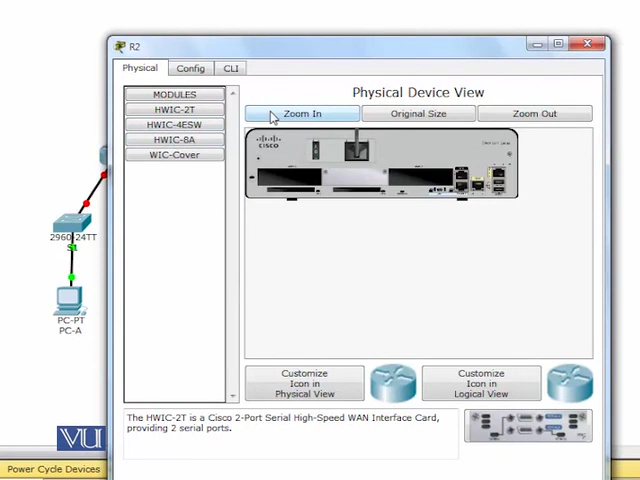 R2
Physical
Config
CLI
MODULES
HWIC-2T
HWIC-4ESW
HWIC-8A
WIC-Cover
Physical Device View
Zoom In
Original Size
Zoom Out
CISCO
2960-24TT
S1
PC-PT
PC-A
Customize
Icon in
Physical View
Customize
Icon in
Logical View
The HWIC-2T is a Cisco 2-Port Serial High-Speed WAN Interface Card,
providing 2 serial ports.
VU
Power Cycle Devices